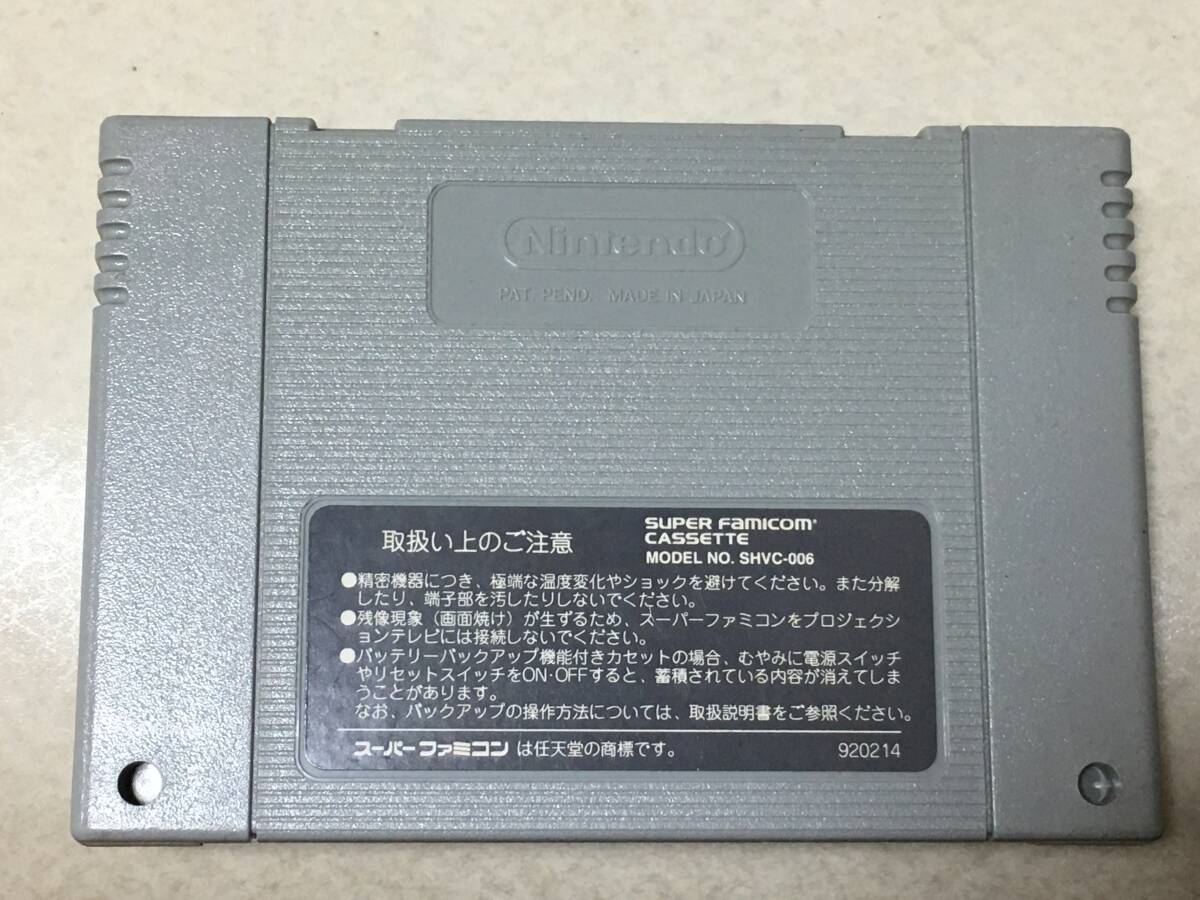 Nintendo
PAT. PEND. MADE IN JAPAN
取扱い上のご注意
SUPER FAMICOM
CASSETTE
MODEL NO. SHVC-006
●精密機器につき、極端な温度変化やショックを避けてください。また分解
したり、端子部を汚したりしないでください。
●残像現象（画面焼け）が生ずるため、スーパーファミコンをプロジェクシ
ョンテレビには接続しないでください。
●バッテリーバックアップ機能付きカセットの場合、むやみに電源スイッチ
やリセットスイッチをON・OFFすると、蓄積されている内容が消えてしま
うことがあります。
なお、バックアップの操作方法については、取扱説明書をご参照ください。
スーパーファミコン は任天堂の商標です。
920214